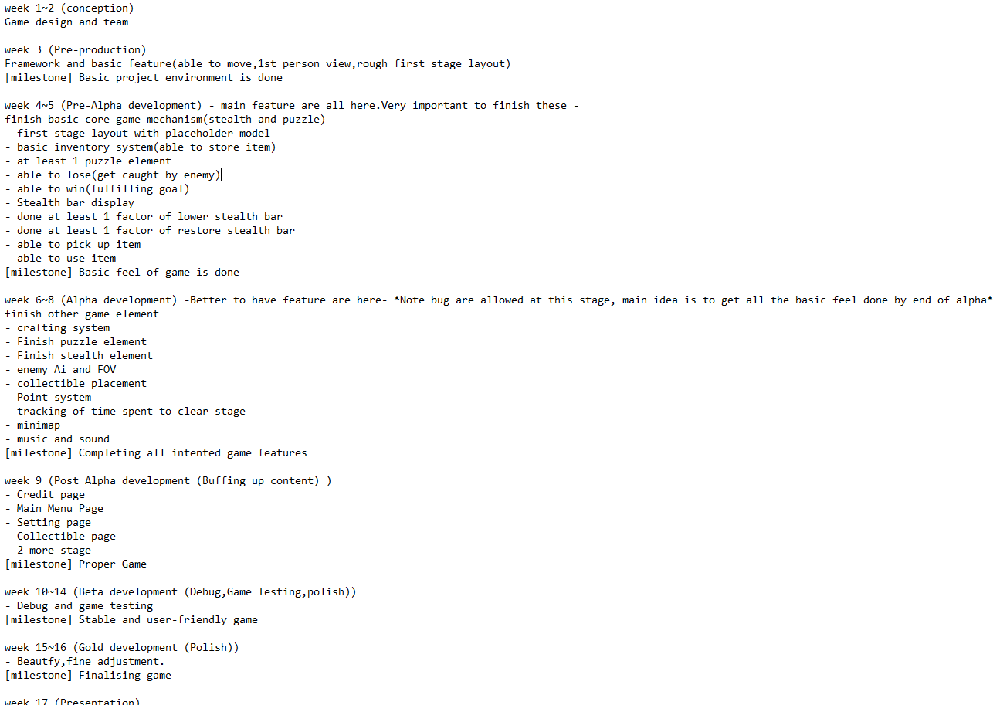 week 1~2 (conception)
Game design and team
week 3 (Pre-production)
Framework and basic feature(able to move,1st person view,rough first stage layout)
[milestone] Basic project environment is done
week 4~5 (Pre-Alpha development) - main feature are all here.Very important to finish these -
finish basic core game mechanism(stealth and puzzle)
- first stage layout with placeholder model
- basic inventory system(able to store item)
- at least 1 puzzle element
- able to lose(get caught by enemy)
- able to win(fulfilling goal)
- Stealth bar display
- done at least 1 factor of lower stealth bar
- done at least 1 factor of restore stealth bar
- able to pick up item
- able to use item
[milestone] Basic feel of game is done
week 6~8 (Alpha development) -Better to have feature are here- *Note bug are allowed at this stage, main idea is to get all the basic feel done by end of alpha*
finish other game element
- crafting system
- Finish puzzle element
- Finish stealth element
- enemy Ai and FOV
- collectible placement
- Point system
- tracking of time spent to clear stage
- minimap
- music and sound
[milestone] Completing all intented game features
week 9 (Post Alpha development (Buffing up content) )
- Credit page
- Main Menu Page
- Setting page
- Collectible page
- 2 more stage
[milestone] Proper Game
week 10~14 (Beta development (Debug,Game Testing,polish))
- Debug and game testing
[milestone] Stable and user-friendly game
week 15~16 (Gold development (Polish))
- Beautfy,fine adjustment.
[milestone] Finalising game
week 17 (Presentation)